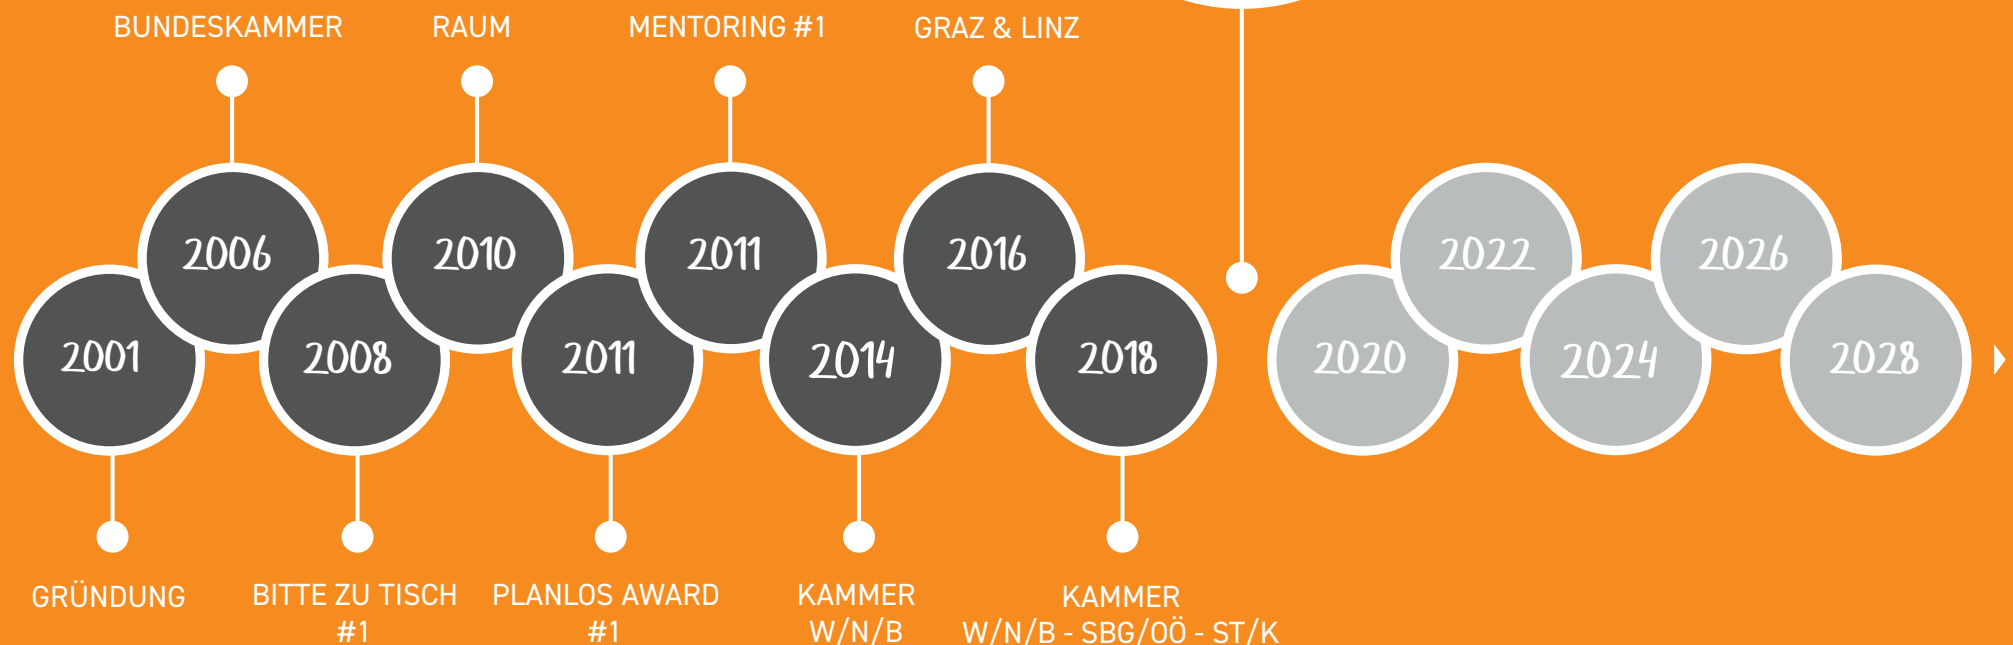 BUNDESKAMMER
RAUM
MENTORING #1
GRAZ & LINZ
2006
2010
2011
2016
2022
2026
2001
2008
2011
2014
2018
2020
2024
2028
GRÜNDUNG
BITTE ZU TISCH
#1
PLANLOS AWARD
#1
KAMMER
W/N/B
KAMMER
W/N/B - SBG/OÖ - ST/K